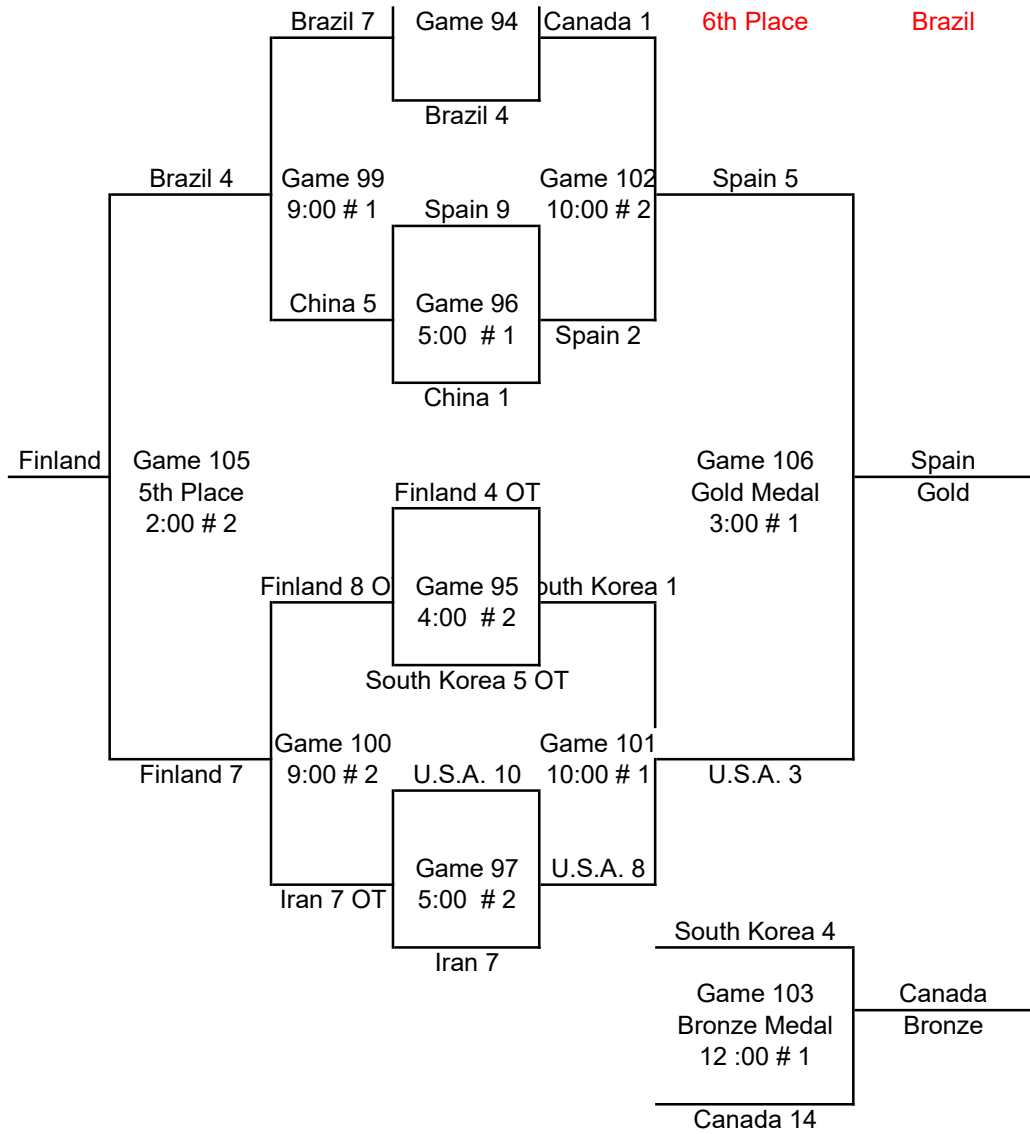 Brazil 7 Game 94 Canada 1 6th Place Brazil
Brazil 4
Brazil 4 Game 99 Game 102 Spain 5
9:00 # 1 Spain 9 10:00 # 2
China 5 Game 96
5:00 # 1 Spain 2
China 1
Finland Game 105 Game 106 Spain
5th Place Finland 4 OT Gold Medal Gold
2:00 # 2 3:00 # 1
Finland 8 O Game 95 outh Korea 1
4:00 # 2
South Korea 5 OT
Game 100 Game 101
Finland 7 9:00 # 2 U.S.A. 10 10:00 # 1 U.S.A. 3
Game 97 U.S.A. 8
Iran 7 OT 5:00 # 2
South Korea 4
Iran 7
Game 103 Canada
Bronze Medal Bronze
12 :00 # 1
Canada 14